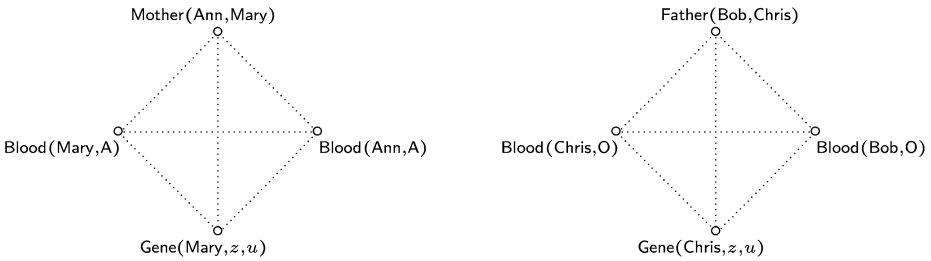 Mother(Ann,Mary) Father(Bob,Chris)
Blood(Mary,A) Blood(Ann,A) Blood(Chris,O) Blood(Bob,O)
Gene(Mary,z,u) Gene(Chris,z,u)